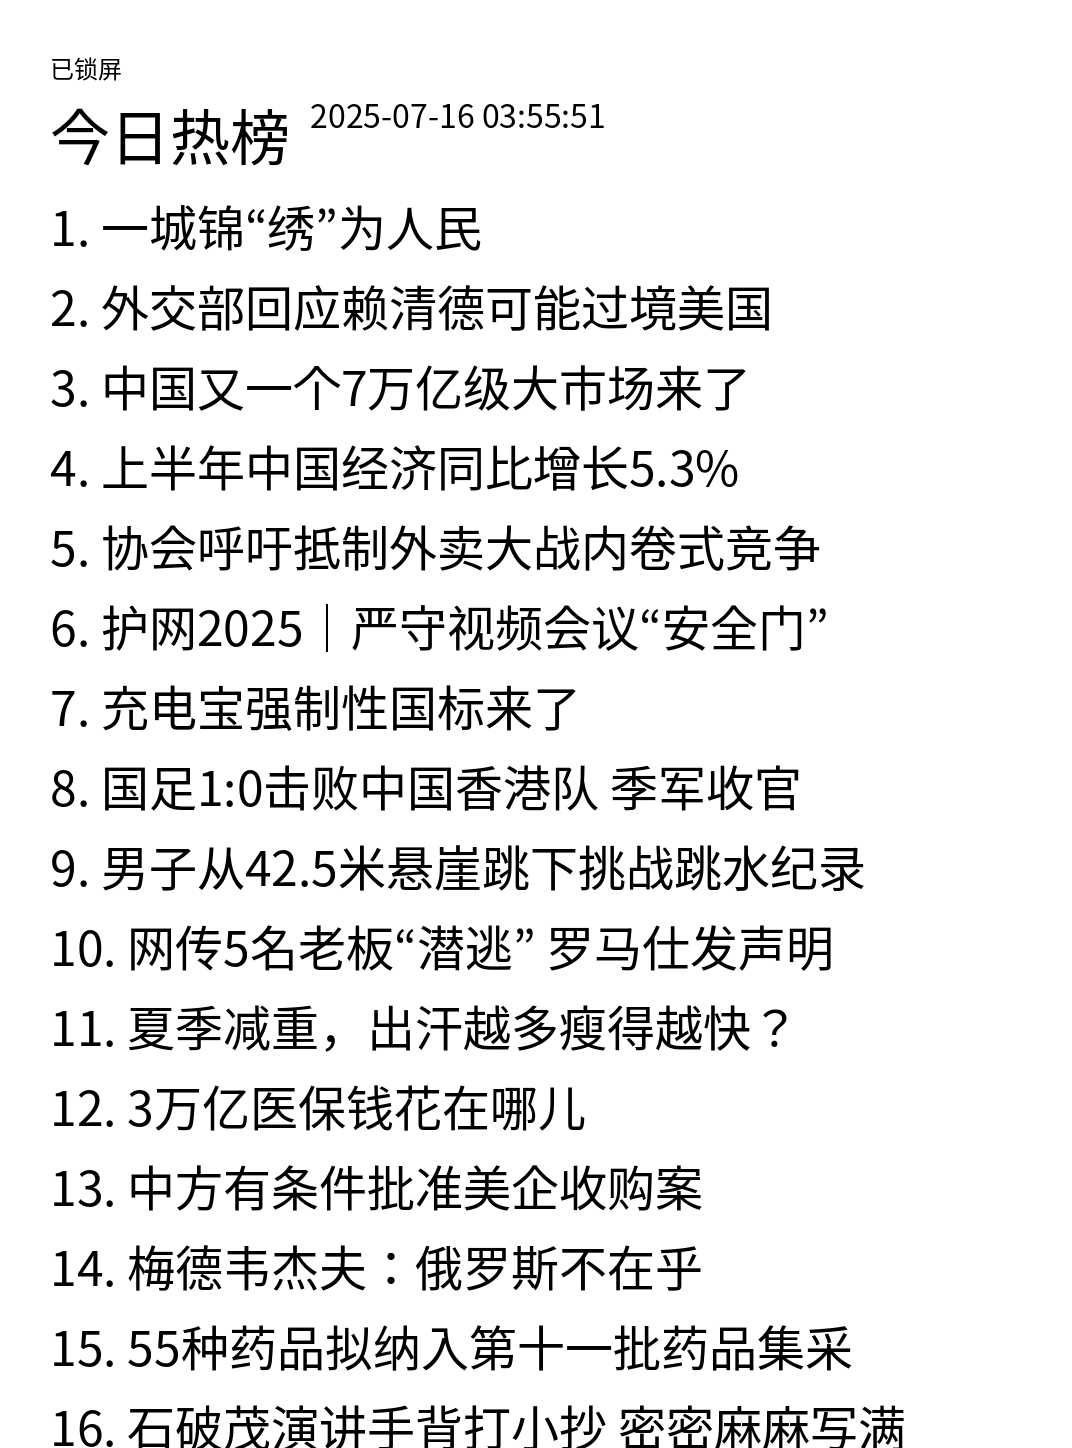 已锁屏
今日热榜 2025-07-16 03:55:51
1. 一城锦“绣”为人民
2. 外交部回应赖清德可能过境美国
3. 中国又一个7万亿级大市场来了
4. 上半年中国经济同比增长5.3%
5. 协会呼吁抵制外卖大战内卷式竞争
6. 护网2025｜严守视频会议“安全门”
7. 充电宝强制性国标来了
8. 国足1:0击败中国香港队 季军收官
9. 男子从42.5米悬崖跳下挑战跳水纪录
10. 网传5名老板“潜逃” 罗马仕发声明
11. 夏季减重，出汗越多瘦得越快？
12. 3万亿医保钱花在哪儿
13. 中方有条件批准美企收购案
14. 梅德韦杰夫：俄罗斯不在乎
15. 55种药品拟纳入第十一批药品集采
16. 石破茂演讲手背打小抄 密密麻麻写满